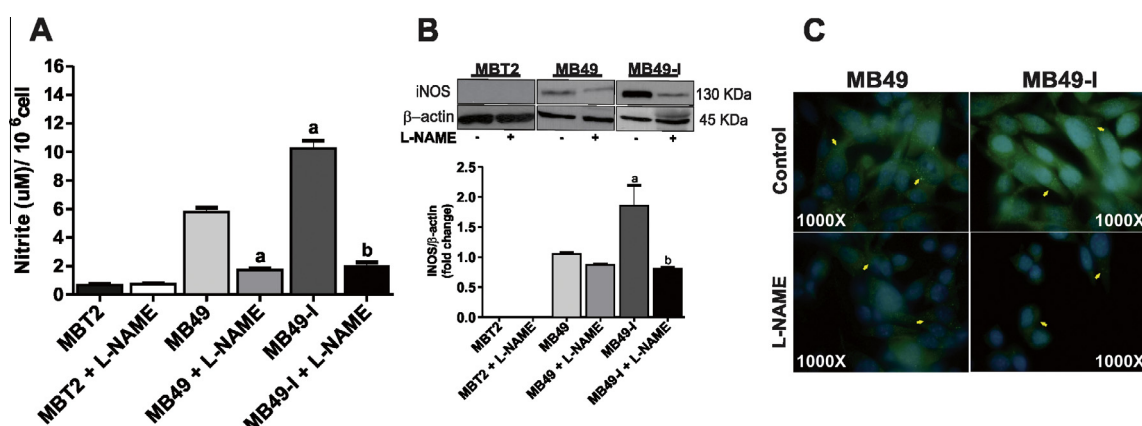 A
Nitrite (uM)/ 10 6cell
16
14
12
10
8
6
4
2
0
a
a
b
MBT2
MBT2 + L-NAME
MB49
MB49 + L-NAME
MB49-I
MB49-I + L-NAME
B
MBT2 MB49 MB49-I
iNOS 130 KDa
β-actin 45 KDa
L-NAME - + - + - +
INOS/β-actin
(fold change)
2.5
2.0
1.5
1.0
0.5
0.0
a
b
MBT2
MBT2 + L-NAME
MB49
MB49 + L-NAME
MB49-I
MB49-I + L-NAME
C
MB49 MB49-I
Control
1000X 1000X
L-NAME
1000X 1000X